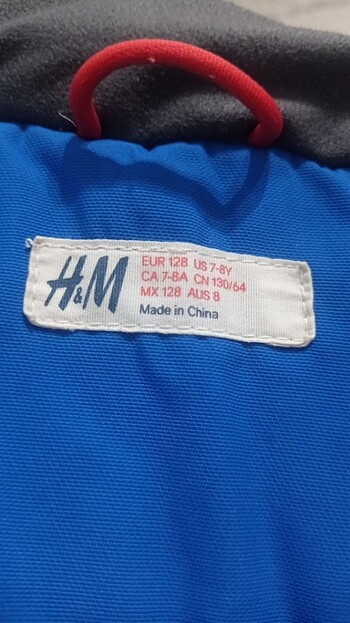 H&M
EUR 128 US 7-8Y
CA 7-8A CN 130/64
MX 128 AUS 8
Made in China